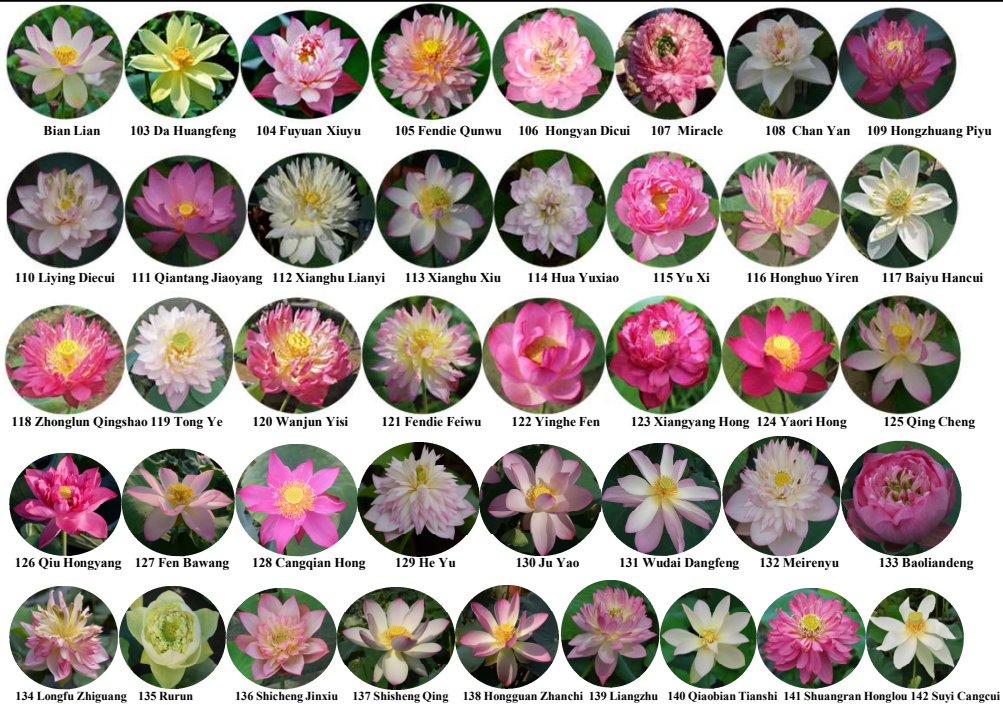 Bian Lian 103 Da Huangfeng 104 Fuyuan Xiuyu 105 Fendie Qunwu 106 Hongyan Dicui 107 Miracle 108 Chan Yan 109 Hongzhuang Piyu
110 Liying Diecui 111 Qiantang Jiaoyang 112 Xianghu Lianyi 113 Xianghu Xiu 114 Hua Yuxiao 115 Yu Xi 116 Honghuo Yiren 117 Baiyu Hancui
118 Zhonglun Qingshao 119 Tong Ye 120 Wanjun Yisi 121 Fendie Feiwu 122 Yinghe Fen 123 Xiangyang Hong 124 Yaori Hong 125 Qing Cheng
126 Qiu Hongyang 127 Fen Bawang 128 Cangqian Hong 129 He Yu 130 Ju Yao 131 Wudai Dangfeng 132 Meirenyu 133 Baoliandeng
134 Longfu Zhiguang 135 Rurun 136 Shicheng Jinxiu 137 Shisheng Qing 138 Hongguan Zhanchi 139 Liangzhu 140 Qiaobian Tianshi 141 Shuangran Honglou 142 Suyi Cangcui